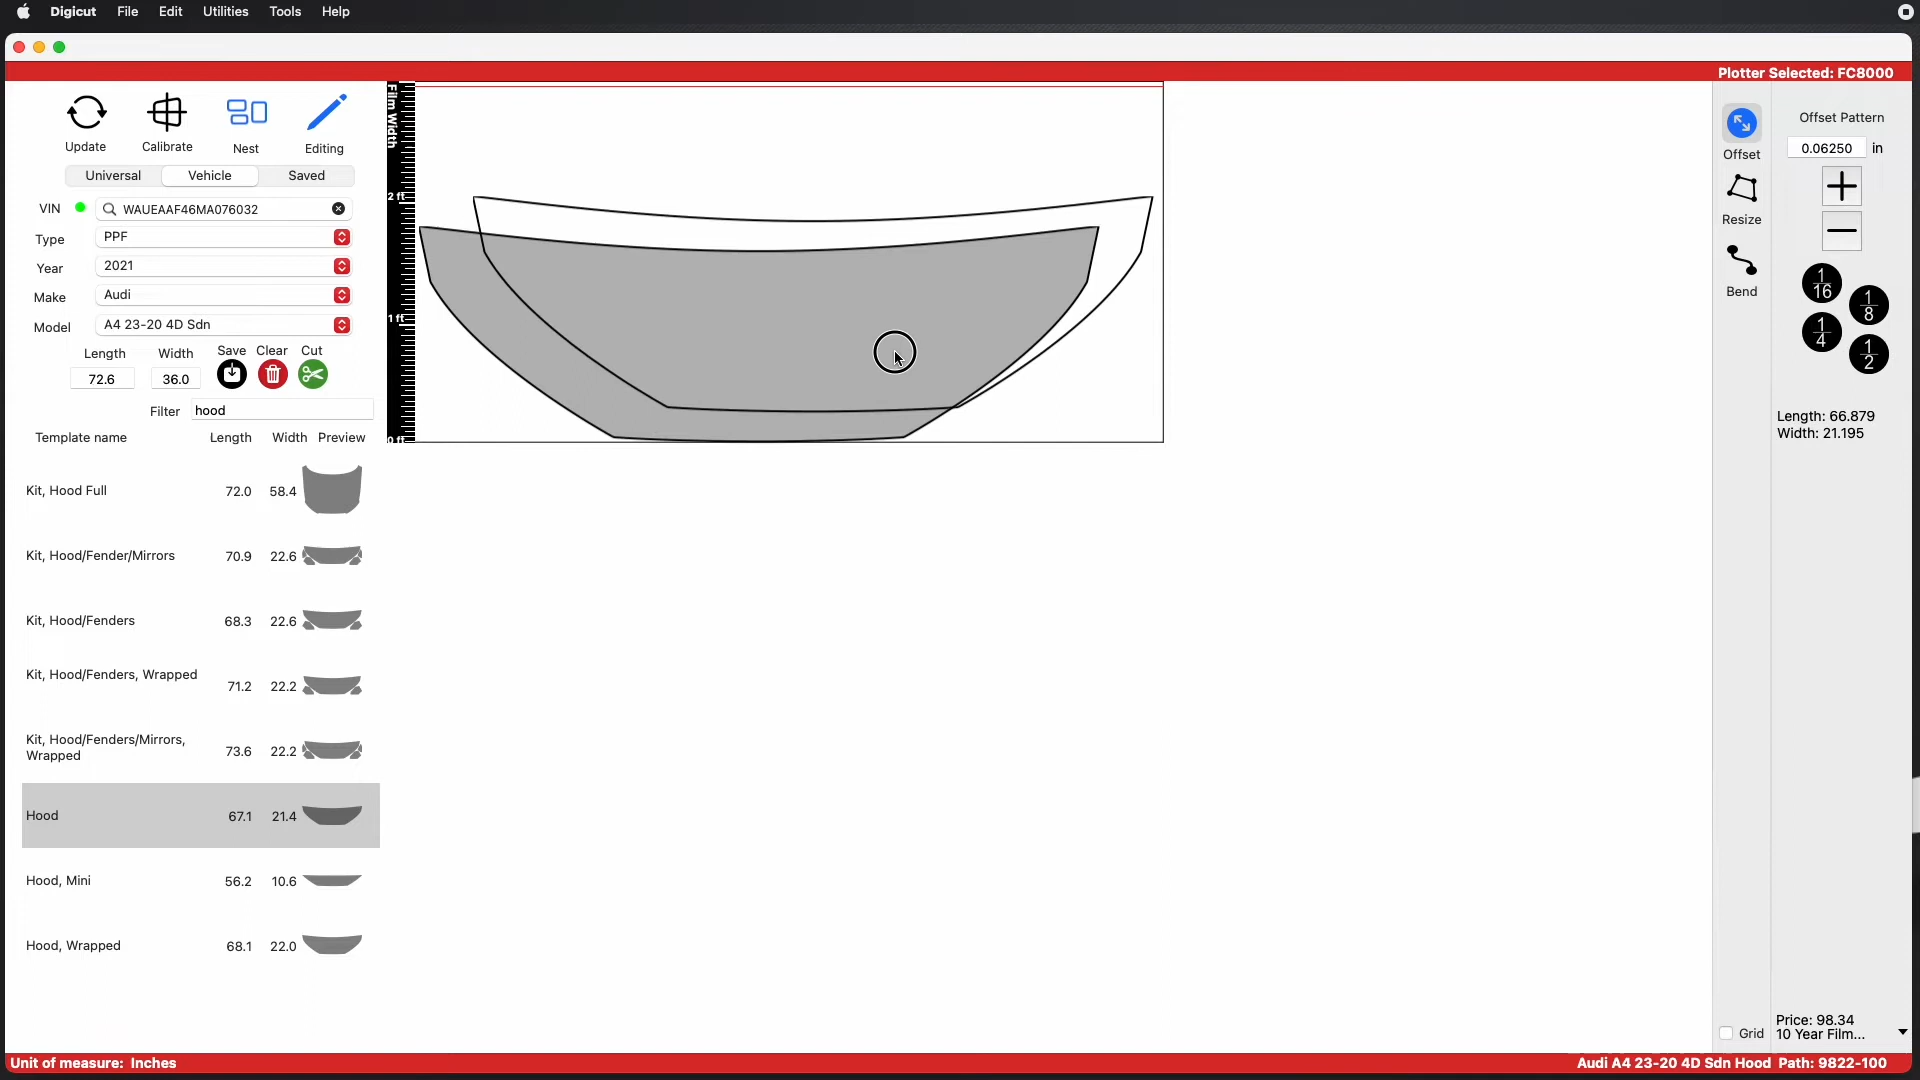 Digicut File Edit Utilities Tools Help
Plotter Selected: FC8000
Update Calibrate Nest Editing
Universal Vehicle Saved
VIN WAUEAAF46MA076032
Type PPF
Year 2021
Make Audi
Model A4 23-20 4D Sdn
Length Width Save Clear Cut
72.6 36.0
Filter hood
Template name Length Width Preview
Kit, Hood Full 72.0 58.4
Kit, Hood/Fender/Mirrors 70.9 22.6
Kit, Hood/Fenders 68.3 22.6
Kit, Hood/Fenders, Wrapped 71.2 22.2
Kit, Hood/Fenders/Mirrors,
Wrapped 73.6 22.2
Hood 67.1 21.4
Hood, Mini 56.2 10.6
Hood, Wrapped 68.1 22.0
Film Width
2 ft
1 ft
0 ft
Offset
Resize
Bend
Offset Pattern
0.06250 in
1/16
1/8
1/4
1/2
Length: 66.879
Width: 21.195
Grid
Price: 98.34
10 Year Film...
Unit of measure: Inches
Audi A4 23-20 4D Sdn Hood Path: 9822-100